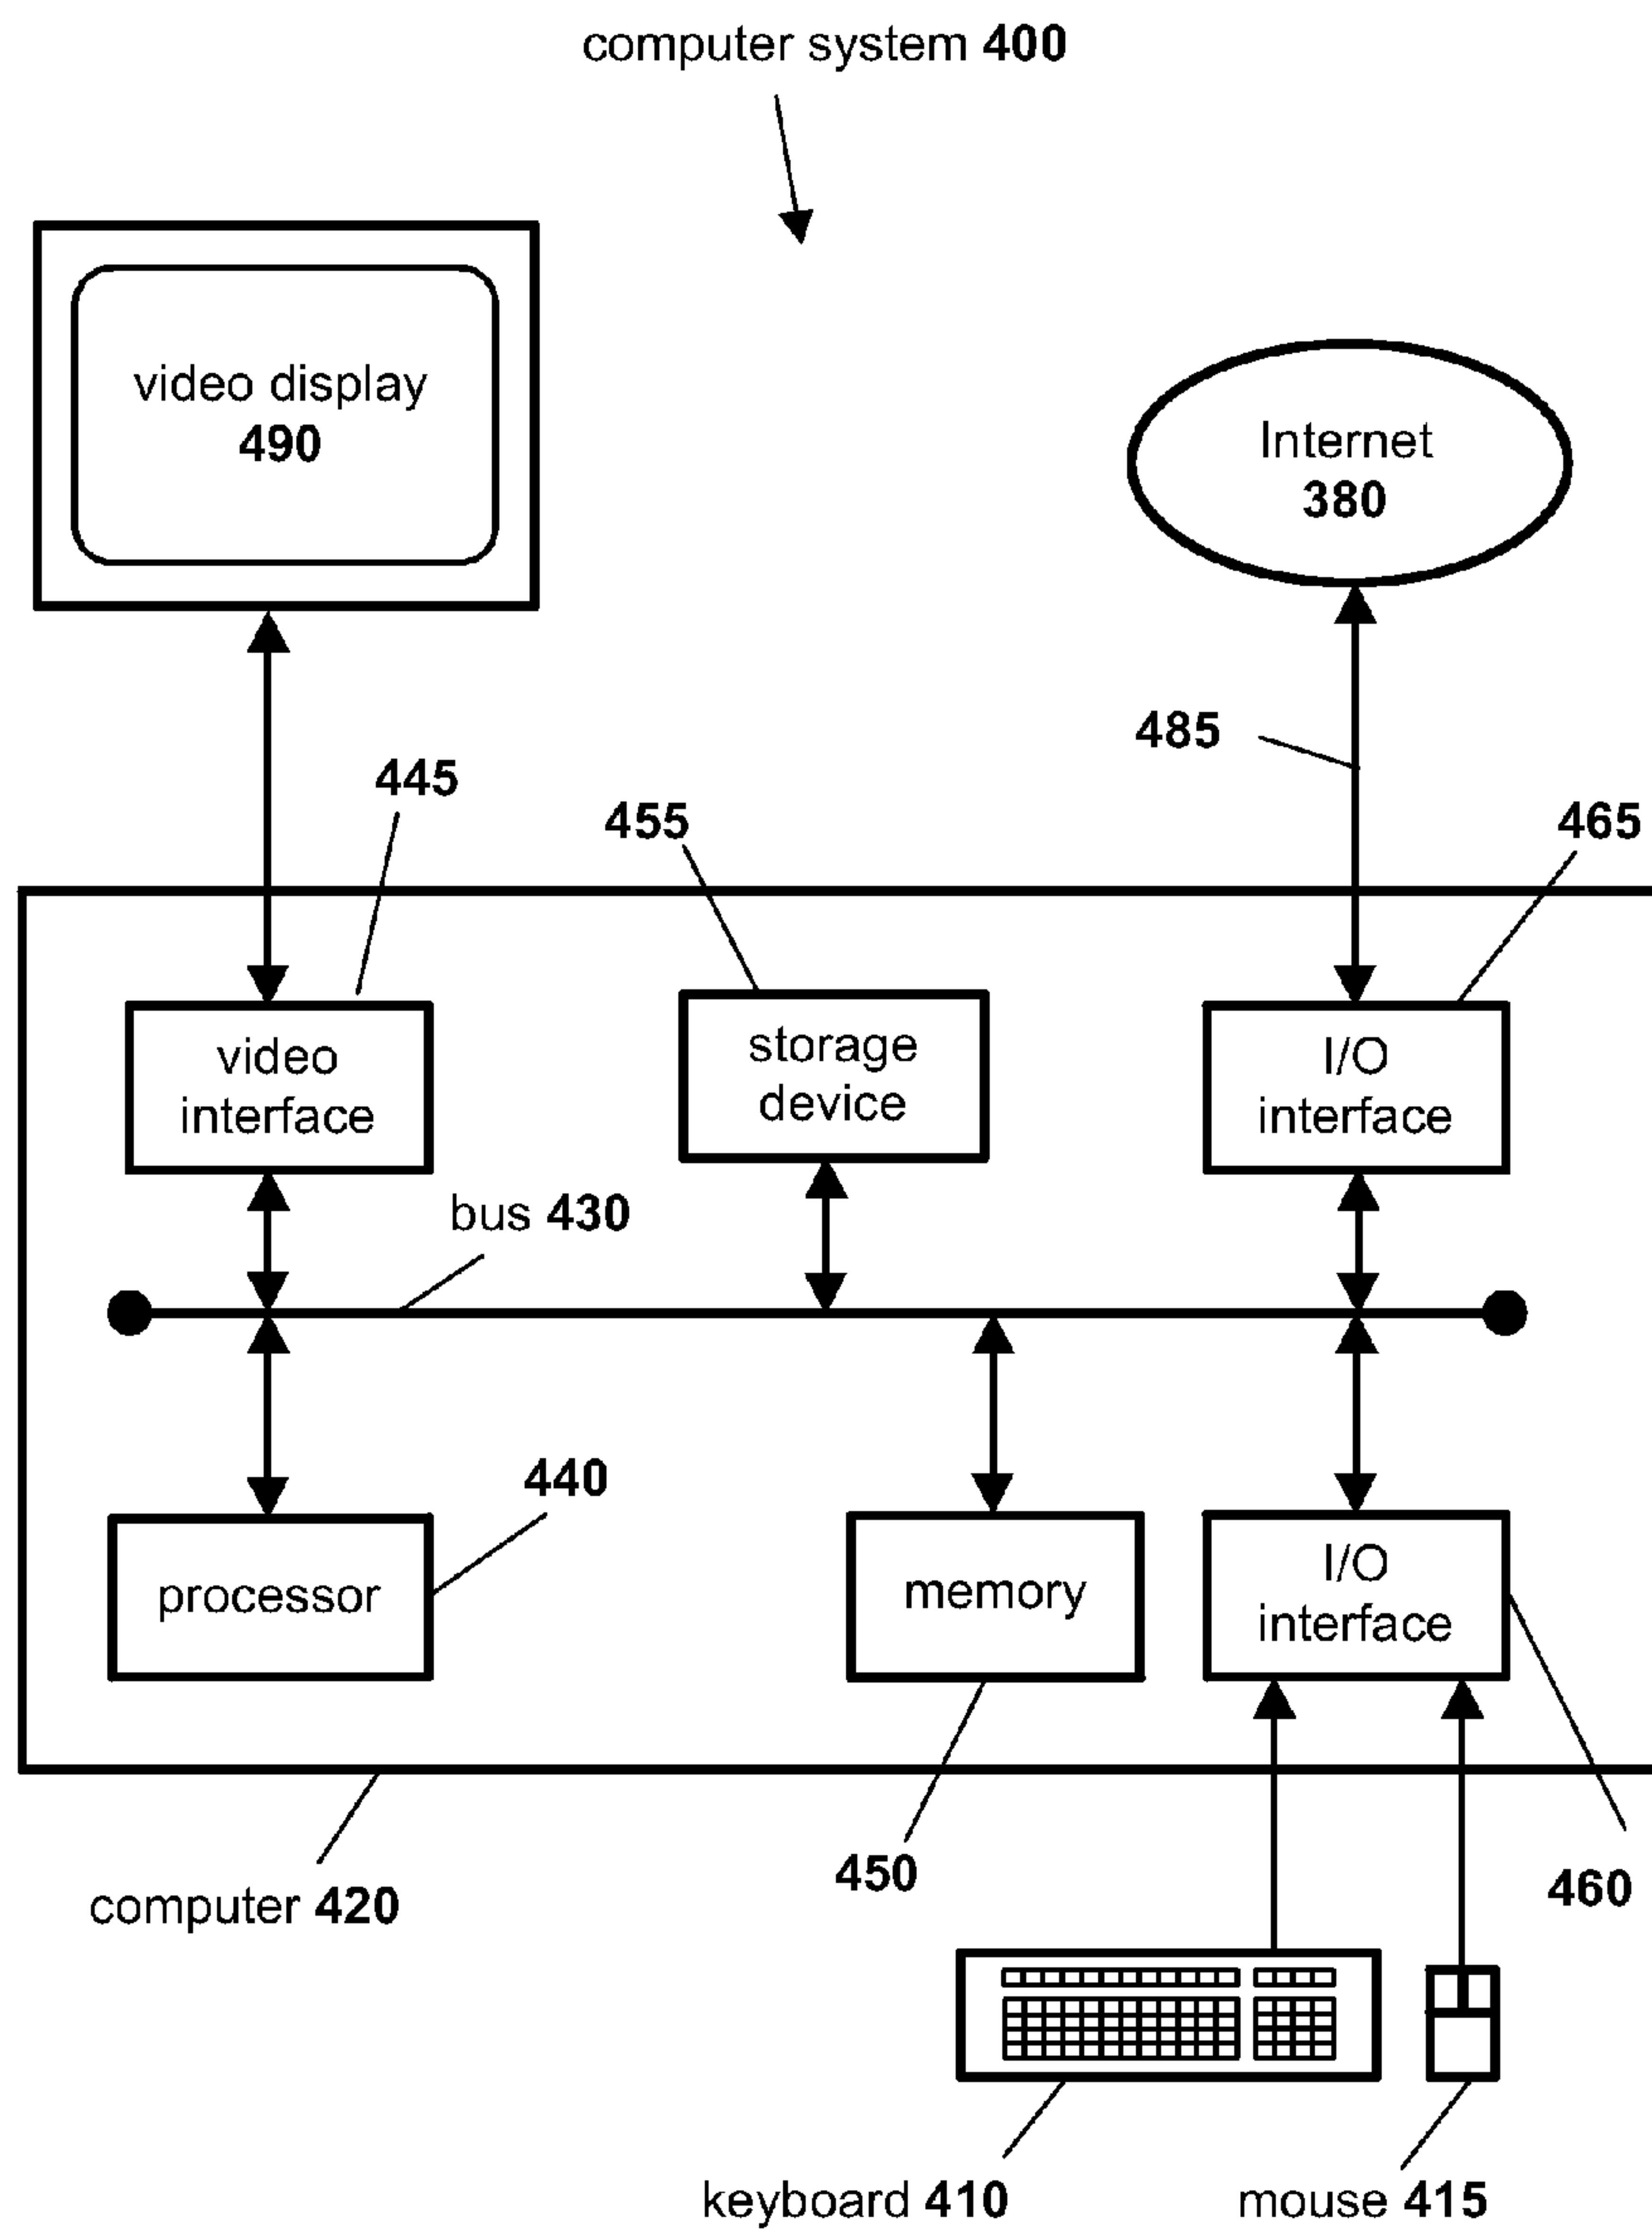 computer system 400
video display
490
Internet
380
485
445
455
465
video
interface
storage
device
I/O
interface
bus 430
440
processor
memory
I/O
interface
450
460
computer 420
keyboard 410
mouse 415